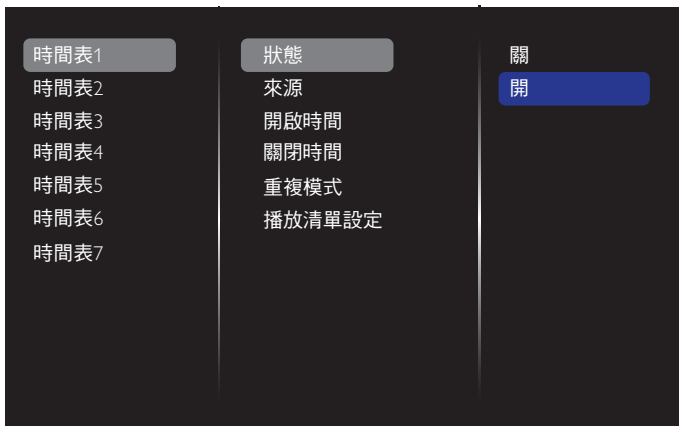 時間表1
時間表2
時間表3
時間表4
時間表5
時間表6
時間表7
狀態
來源
開啟時間
關閉時間
重複模式
播放清單設定
關
開